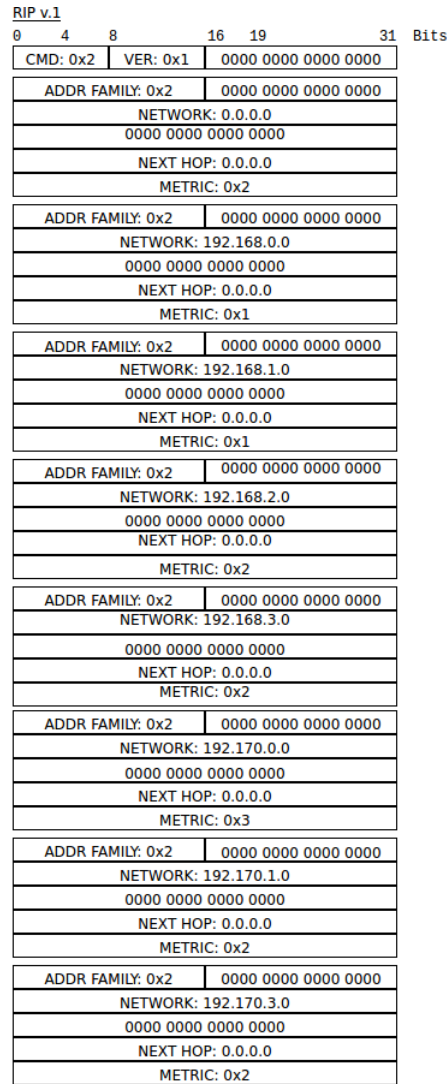 RIP v.1
0 4 8 16 19 31 Bits
CMD: 0x2 VER: 0x1 0000 0000 0000 0000
ADDR FAMILY: 0x2 0000 0000 0000 0000
NETWORK: 0.0.0.0
0000 0000 0000 0000
NEXT HOP: 0.0.0.0
METRIC: 0x2
ADDR FAMILY: 0x2 0000 0000 0000 0000
NETWORK: 192.168.0.0
0000 0000 0000 0000
NEXT HOP: 0.0.0.0
METRIC: 0x1
ADDR FAMILY: 0x2 0000 0000 0000 0000
NETWORK: 192.168.1.0
0000 0000 0000 0000
NEXT HOP: 0.0.0.0
METRIC: 0x1
ADDR FAMILY: 0x2 0000 0000 0000 0000
NETWORK: 192.168.2.0
0000 0000 0000 0000
NEXT HOP: 0.0.0.0
METRIC: 0x2
ADDR FAMILY: 0x2 0000 0000 0000 0000
NETWORK: 192.168.3.0
0000 0000 0000 0000
NEXT HOP: 0.0.0.0
METRIC: 0x2
ADDR FAMILY: 0x2 0000 0000 0000 0000
NETWORK: 192.170.0.0
0000 0000 0000 0000
NEXT HOP: 0.0.0.0
METRIC: 0x3
ADDR FAMILY: 0x2 0000 0000 0000 0000
NETWORK: 192.170.1.0
0000 0000 0000 0000
NEXT HOP: 0.0.0.0
METRIC: 0x2
ADDR FAMILY: 0x2 0000 0000 0000 0000
NETWORK: 192.170.3.0
0000 0000 0000 0000
NEXT HOP: 0.0.0.0
METRIC: 0x2